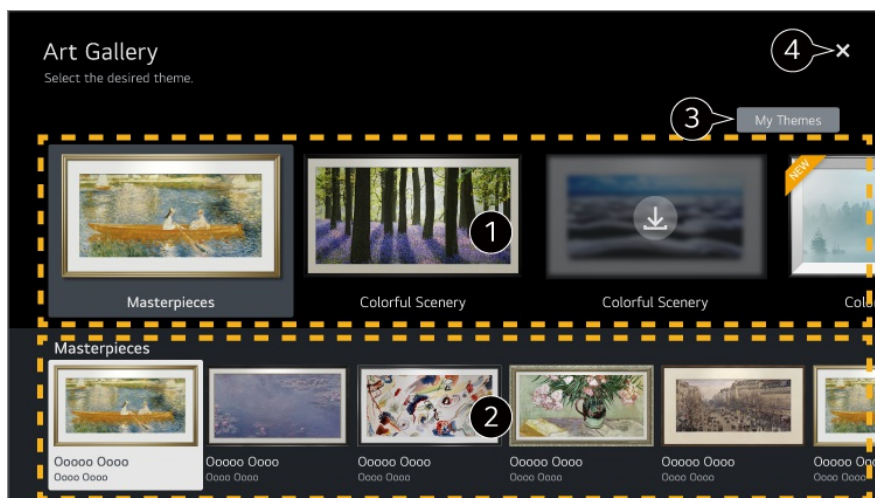 Art Gallery
Select the desired theme.
4
3
My Themes
NEW
1
Masterpieces
Colorful Scenery
Colorful Scenery
Masterpieces
2
Ooooo Oooo
Ooooo Oooo
Ooooo Oooo
Ooooo Oooo
Ooooo Oooo
Oooo Oooo
Oooo Oooo
Oooo Oooo
Oooo Oooo
Oooo Oooo
Oooo Oooo